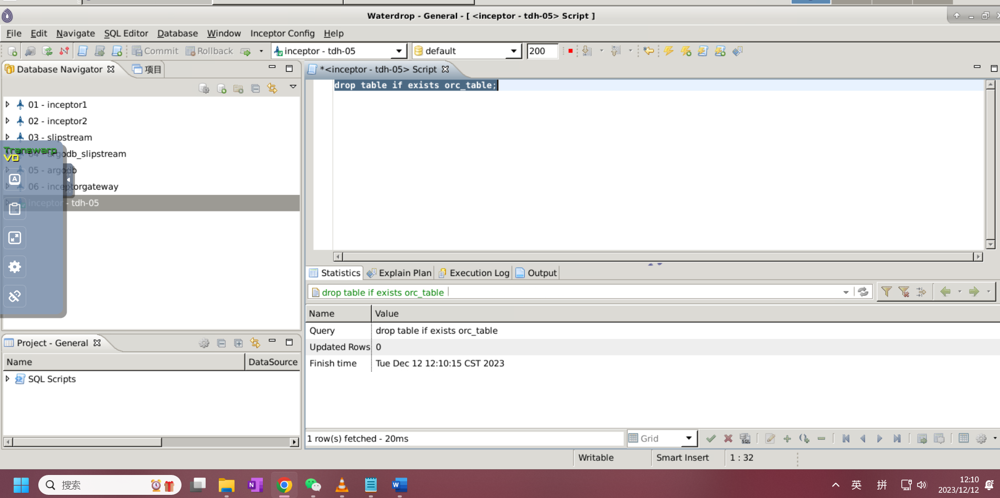 Waterdrop - General - [ <inceptor - tdh-05> Script ]
File Edit Navigate SQL Editor Database Window Inceptor Config Help
Commit Rollback inceptor - tdh-05 default 200
Database Navigator 项目
*<inceptor - tdh-05> Script
drop table if exists orc_table;
01 - inceptor1
02 - inceptor2
03 - slipstream
04 - argodb_slipstream
05 - argodb
06 - inceptorgateway
inceptor - tdh-05
Transwarp
VD
A
Statistics Explain Plan Execution Log Output
drop table if exists orc_table
Name Value
Query drop table if exists orc_table
Updated Rows 0
Finish time Tue Dec 12 12:10:15 CST 2023
Project - General
Name DataSource
SQL Scripts
1 row(s) fetched - 20ms
Grid
SQL
Writable Smart Insert 1 : 32
搜索
N
W
英 拼
12:10
2023/12/12